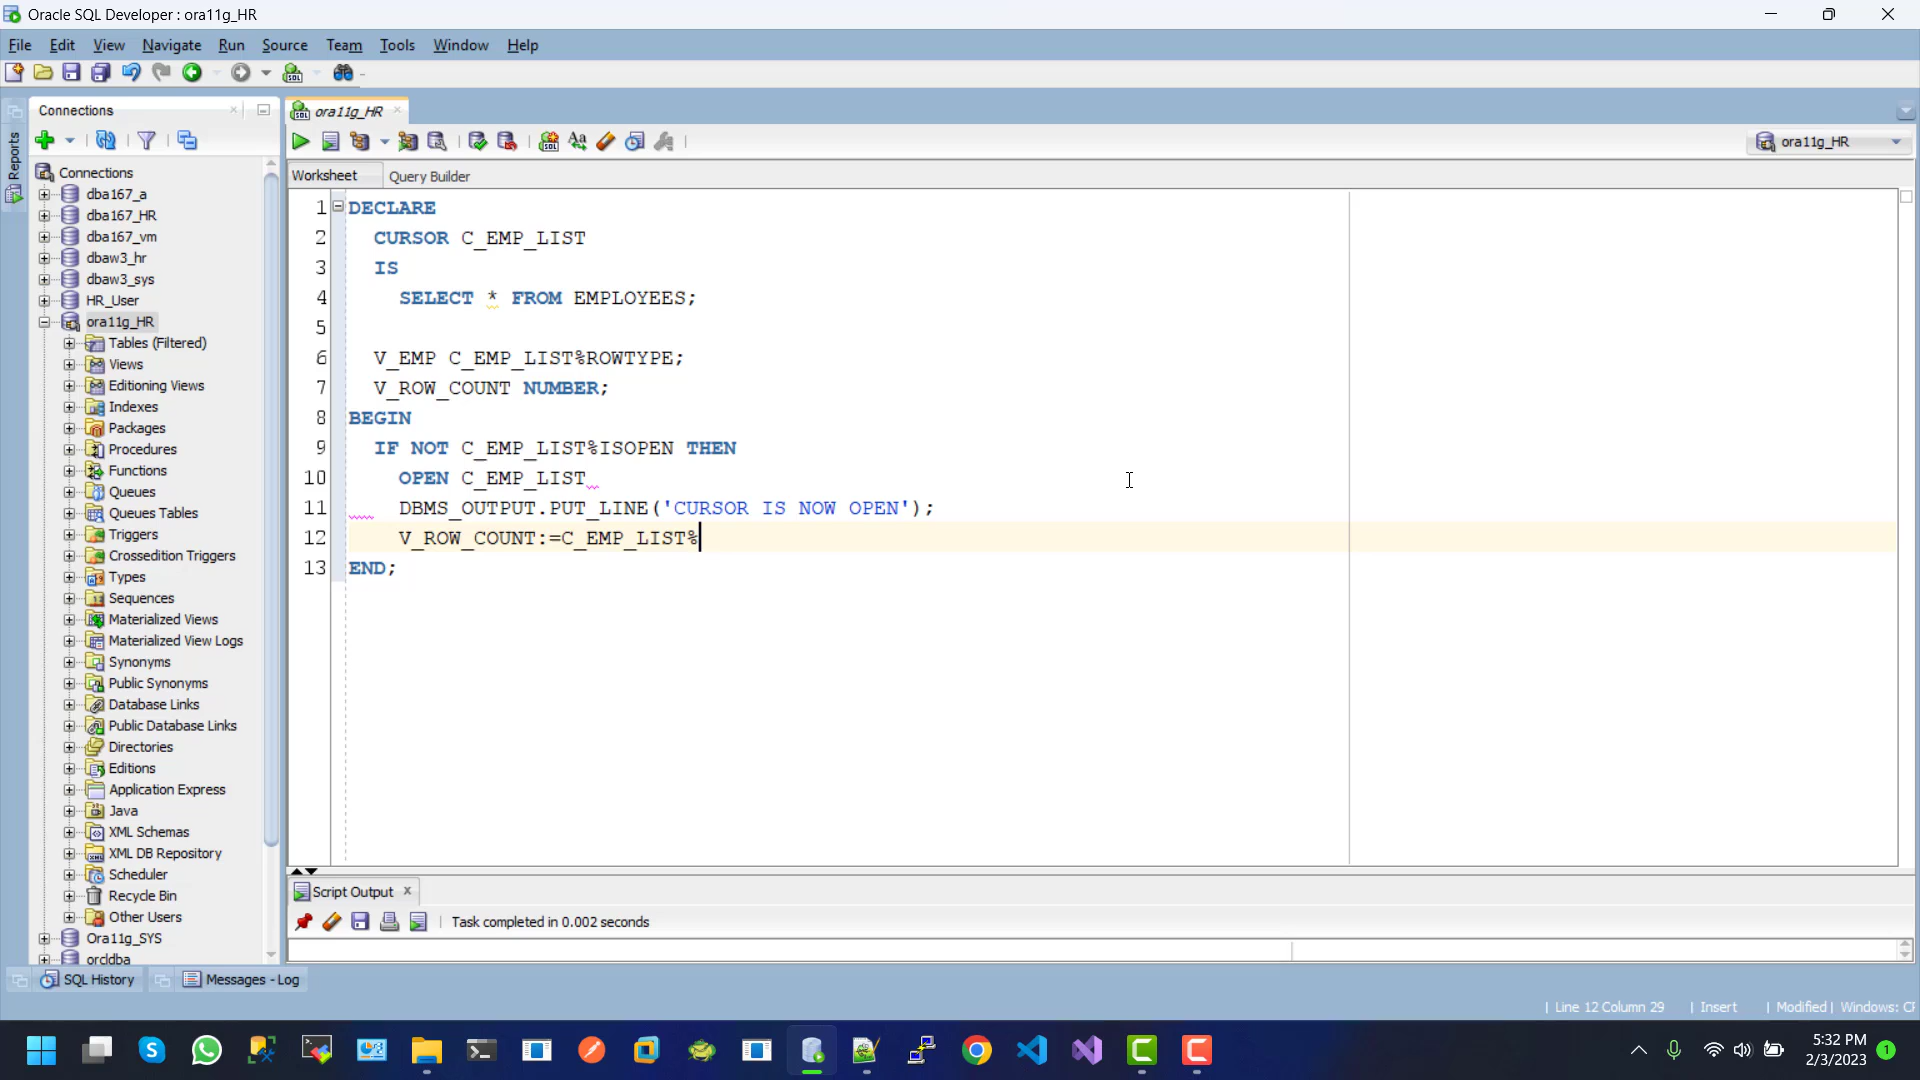 Oracle SQL Developer : ora11g_HR
File Edit View Navigate Run Source Team Tools Window Help
Connections
ora11g_HR
ora11g_HR
Reports
Worksheet Query Builder
Connections
dba167_a
dba167_HR
dba167_vm
dbaw3_hr
dbaw3_sys
HR_User
ora11g_HR
Tables (Filtered)
Views
Editioning Views
Indexes
Packages
Procedures
Functions
Queues
Queues Tables
Triggers
Crossedition Triggers
Types
Sequences
Materialized Views
Materialized View Logs
Synonyms
Public Synonyms
Database Links
Public Database Links
Directories
Editions
Application Express
Java
XML Schemas
XML DB Repository
Scheduler
Recycle Bin
Other Users
Ora11g_SYS
orcldba
1 DECLARE
2 CURSOR C_EMP_LIST
3 IS
4 SELECT * FROM EMPLOYEES;
5
6 V_EMP C_EMP_LIST%ROWTYPE;
7 V_ROW_COUNT NUMBER;
8 BEGIN
9 IF NOT C_EMP_LIST%ISOPEN THEN
10 OPEN C_EMP_LIST
11 DBMS_OUTPUT.PUT_LINE('CURSOR IS NOW OPEN');
12 V_ROW_COUNT:=C_EMP_LIST%
13 END;
Script Output
Task completed in 0.002 seconds
SQL History Messages - Log
Line 12 Column 29 | Insert | Modified | Windows: CF
5:32 PM
2/3/2023
1